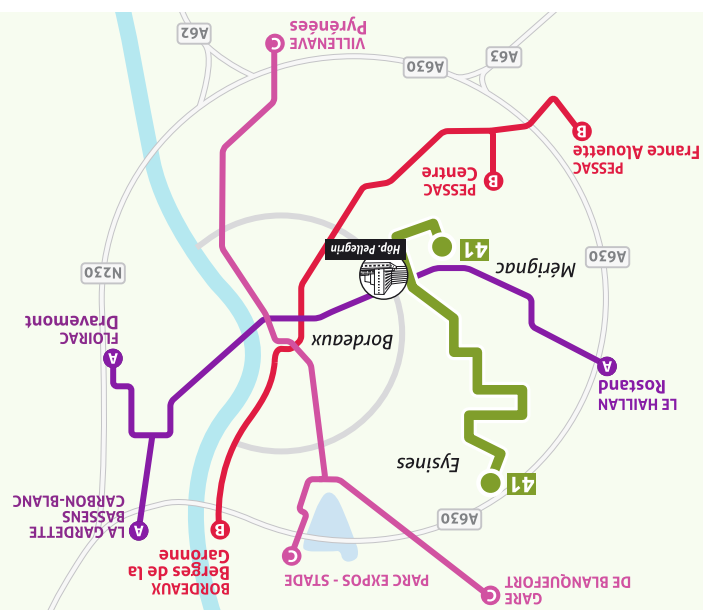 C
GARE
DE BLANQUEFORT
PARC EXPOS - STADE
C
BORDEAUX
Berges de la
Garonne
B
LA GARDETTE
BASSENS
CARBON-BLANC
A
A630
41
Eysines
LE HAILLAN
Rostand
A
A
FLOIRAC
Dravemont
Bordeaux
N230
Mérignac
A630
41
Hôp. Pellegrin
PESSAC
Centre
B
PESSAC
France Alouette
B
A630
A63
C
VILLENAVE
Pyrénées
A62